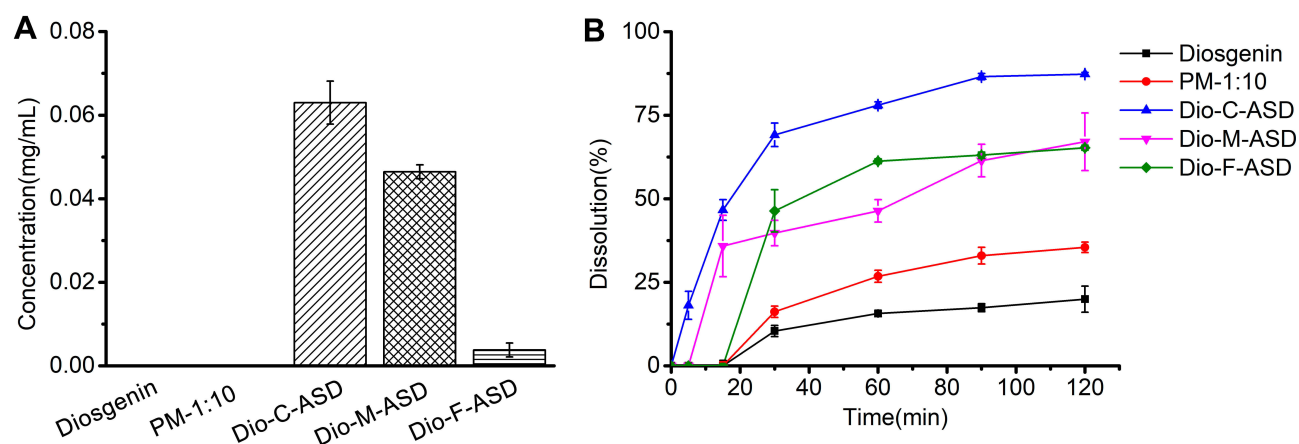 A
Concentration(mg/mL)
0.08
0.06
0.04
0.02
0.00
Diosgenin
PM-1:10
Dio-C-ASD
Dio-M-ASD
Dio-F-ASD
B
Dissolution(%)
100
75
50
25
0
0
20
40
60
80
100
120
Time(min)
Diosgenin
PM-1:10
Dio-C-ASD
Dio-M-ASD
Dio-F-ASD